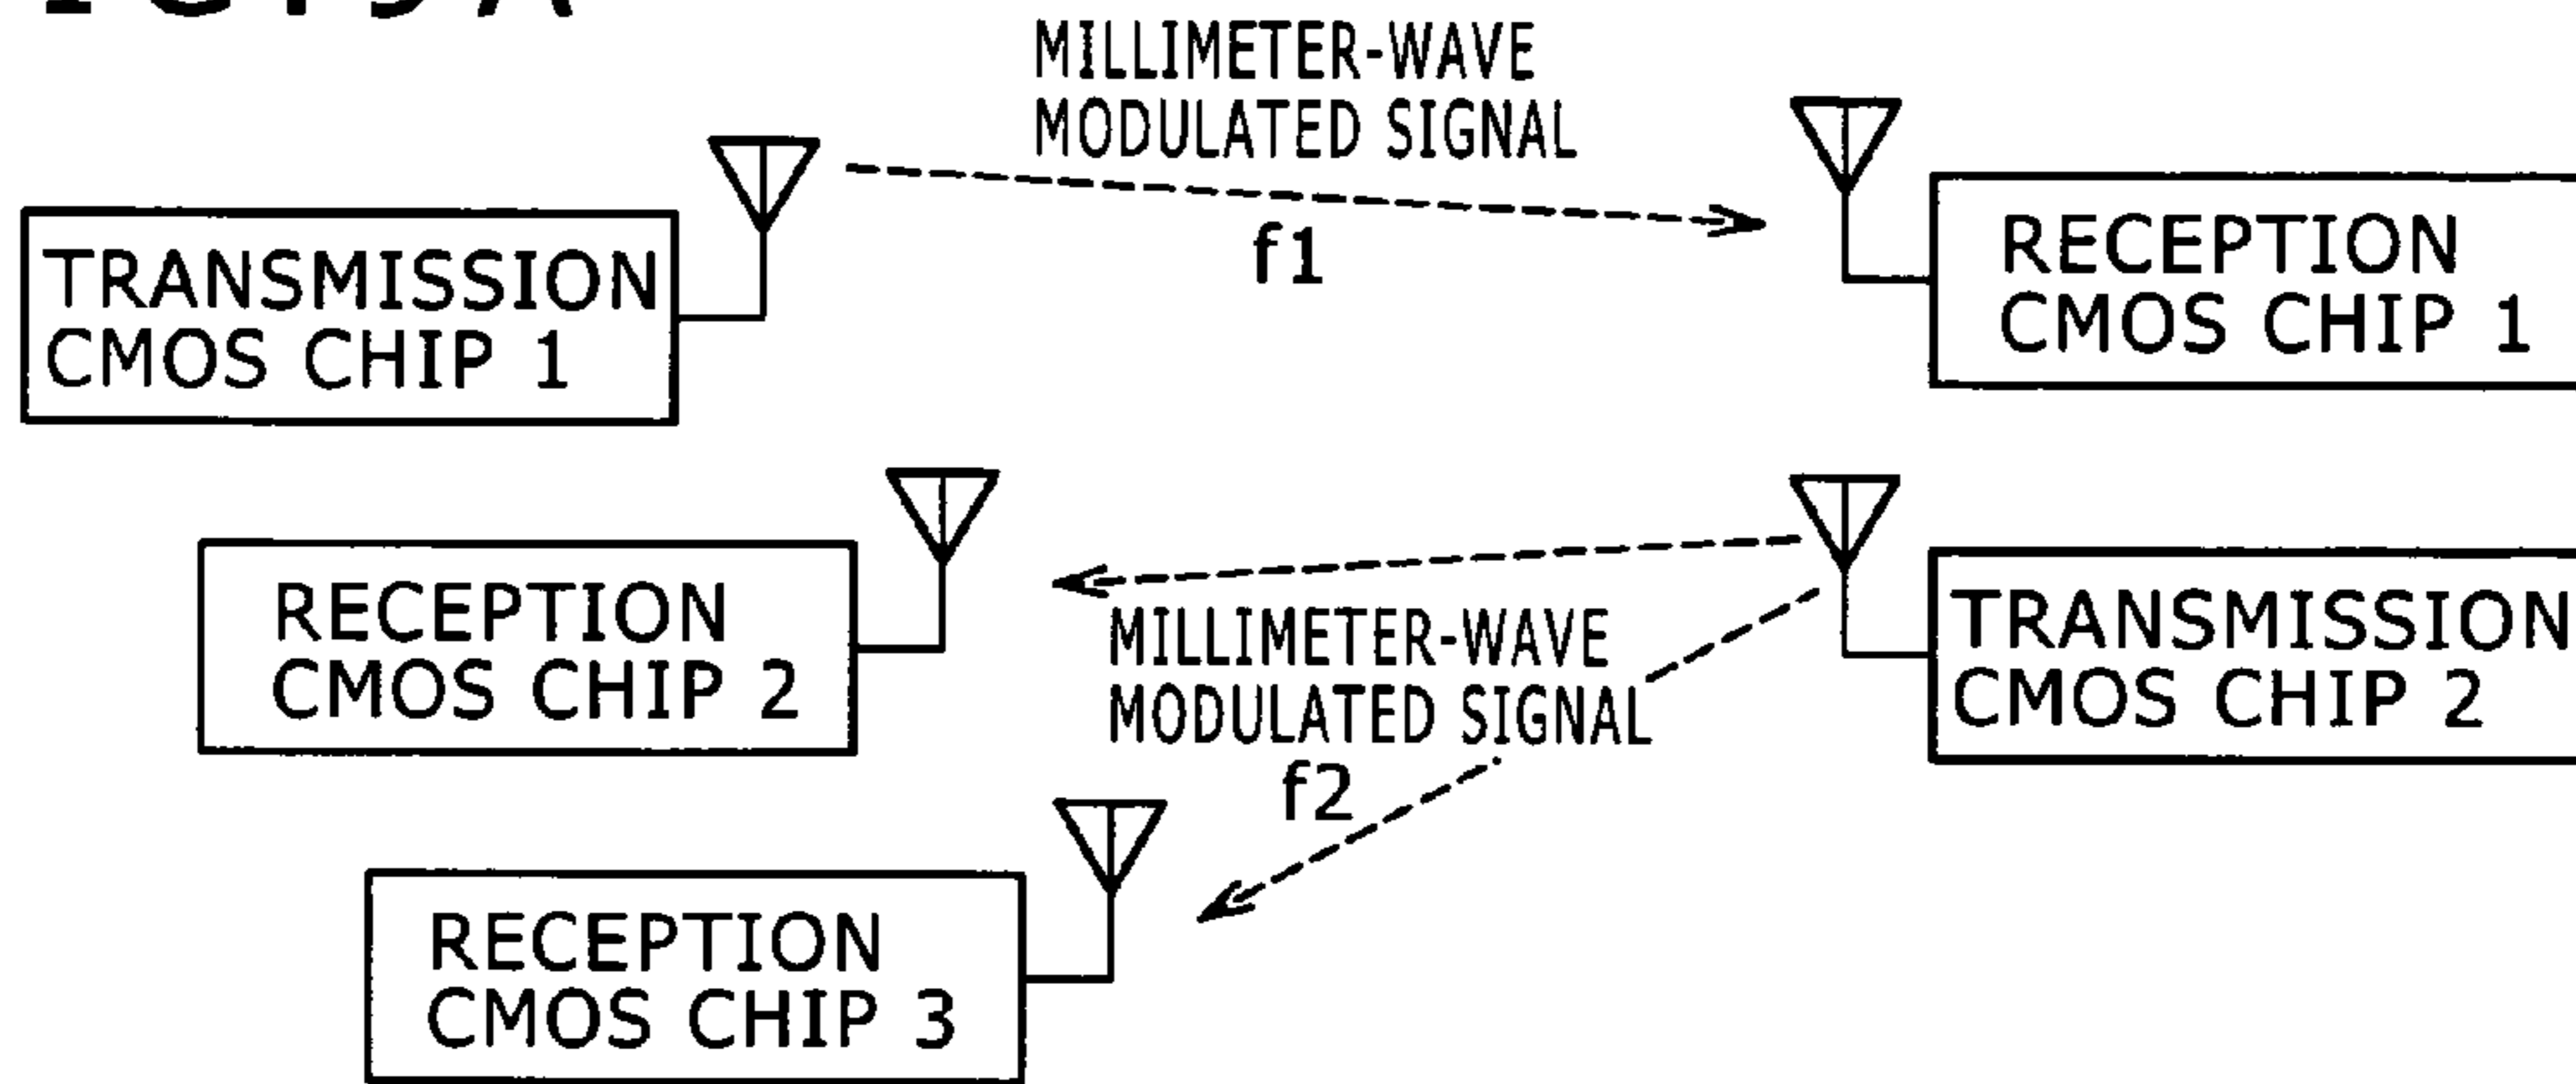 MILLIMETER-WAVE
MODULATED SIGNAL
f1
TRANSMISSION
CMOS CHIP 1
RECEPTION
CMOS CHIP 1
RECEPTION
CMOS CHIP 2
MILLIMETER-WAVE
MODULATED SIGNAL
f2
TRANSMISSION
CMOS CHIP 2
RECEPTION
CMOS CHIP 3